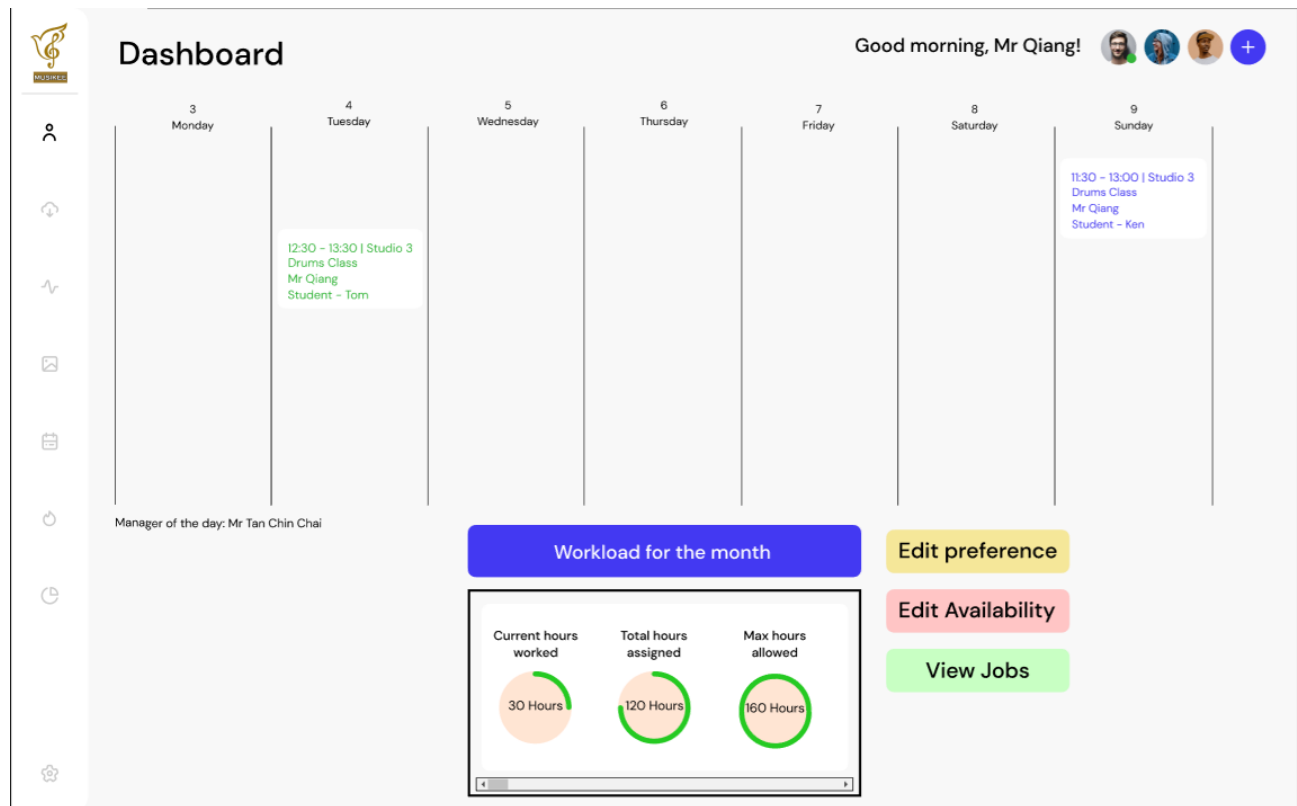 MUSIKEE
Dashboard
Good morning, Mr Qiang!
3
Monday
4
Tuesday
5
Wednesday
6
Thursday
7
Friday
8
Saturday
9
Sunday
11:30 - 13:00 | Studio 3
Drums Class
Mr Qiang
Student - Ken
12:30 - 13:30 | Studio 3
Drums Class
Mr Qiang
Student - Tom
Manager of the day: Mr Tan Chin Chai
Workload for the month
Current hours
worked
30 Hours
Total hours
assigned
120 Hours
Max hours
allowed
160 Hours
Edit preference
Edit Availability
View Jobs